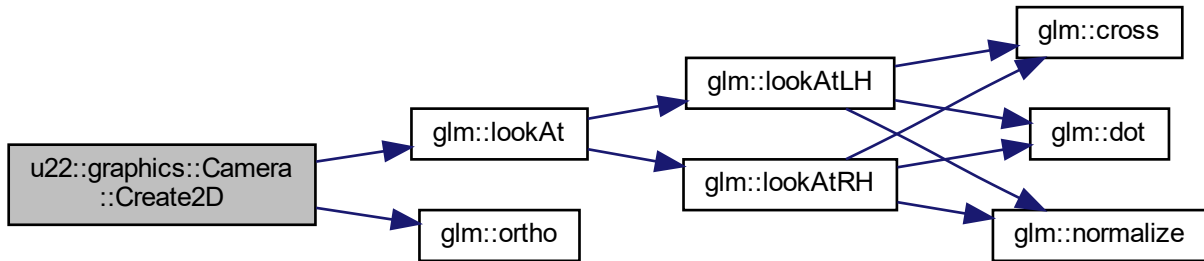 u22::graphics::Camera
::Create2D
glm::lookAt
glm::ortho
glm::lookAtLH
glm::lookAtRH
glm::cross
glm::dot
glm::normalize